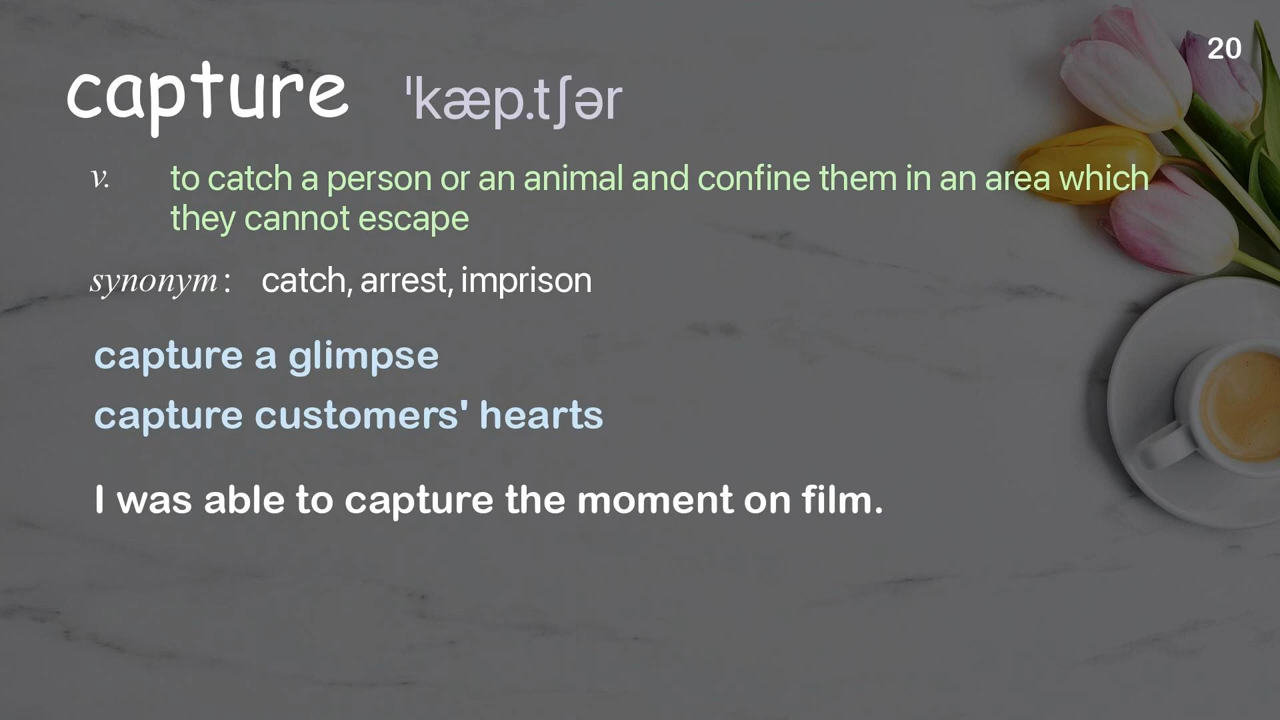 20
capture ˈkæp.tʃər
v. to catch a person or an animal and confine them in an area which
they cannot escape
synonym: catch, arrest, imprison
capture a glimpse
capture customers' hearts
I was able to capture the moment on film.